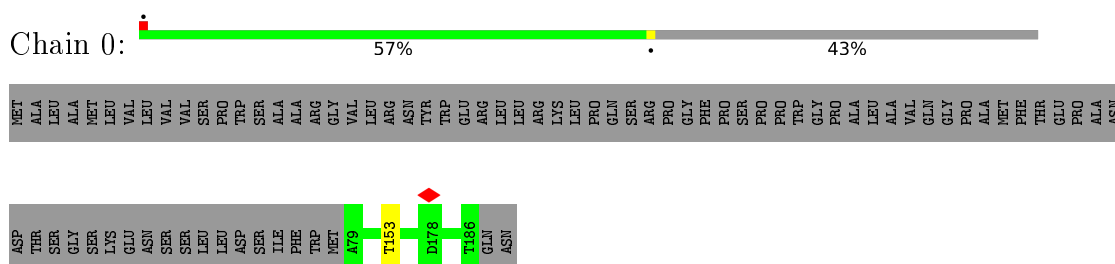 Chain 0:
57%
43%
MET ALA LEU ALA MET LEU VAL LEU VAL VAL SER PRO TRP SER ALA ALA ARG GLY VAL LEU ARG ASN TYR TRP GLU ARG LEU LEU ARG LYS LEU PRO GLN SER ARG PRO GLY PHE PRO SER PRO PRO TRP GLY PRO ALA LEU ALA VAL GLN GLY PRO ALA MET PHE THR GLU PRO ALA ASN
ASP THR SER GLY SER LYS GLU ASN SER SER LEU LEU ASP SER ILE PHE TRP MET A79 T153 D178 T186 GLN ASN